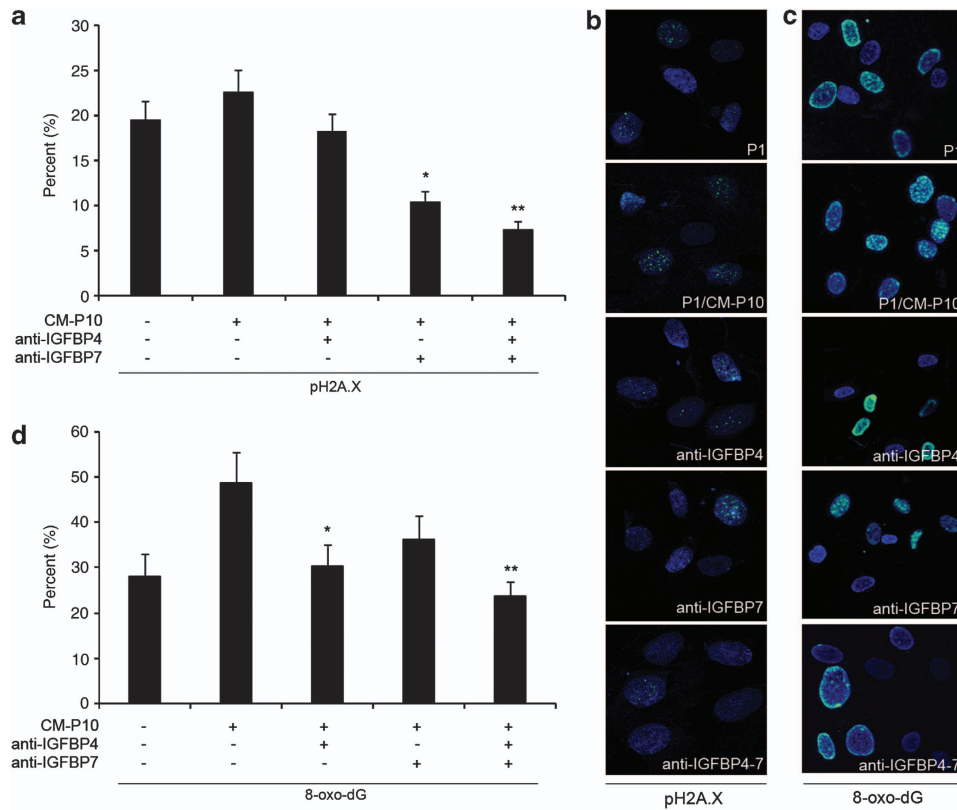 a
30
25
20
15
10
5
0
Percent (%)
CM-P10 - + + + +
anti-IGFBP4 - - + - +
anti-IGFBP7 - - - + +
* **
pH2A.X
d
60
50
40
30
20
10
0
Percent (%)
* **
CM-P10 - + + + +
anti-IGFBP4 - - + - +
anti-IGFBP7 - - - + +
8-oxo-dG
b
P1
P1/CM-P10
anti-IGFBP4
anti-IGFBP7
anti-IGFBP4-7
pH2A.X
c
P1
P1/CM-P10
anti-IGFBP4
anti-IGFBP7
anti-IGFBP4-7
8-oxo-dG